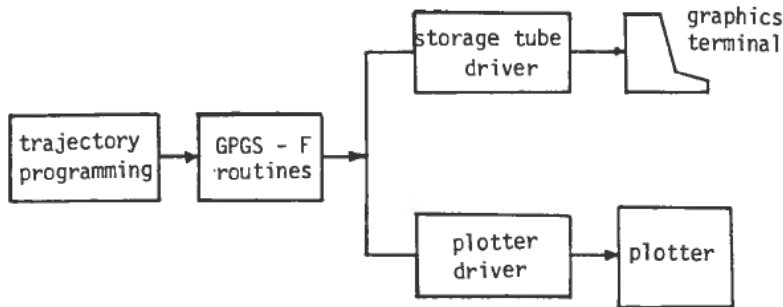 storage tube
driver
graphics
terminal
trajectory
programming
GPGS - F
routines
plotter
driver
plotter